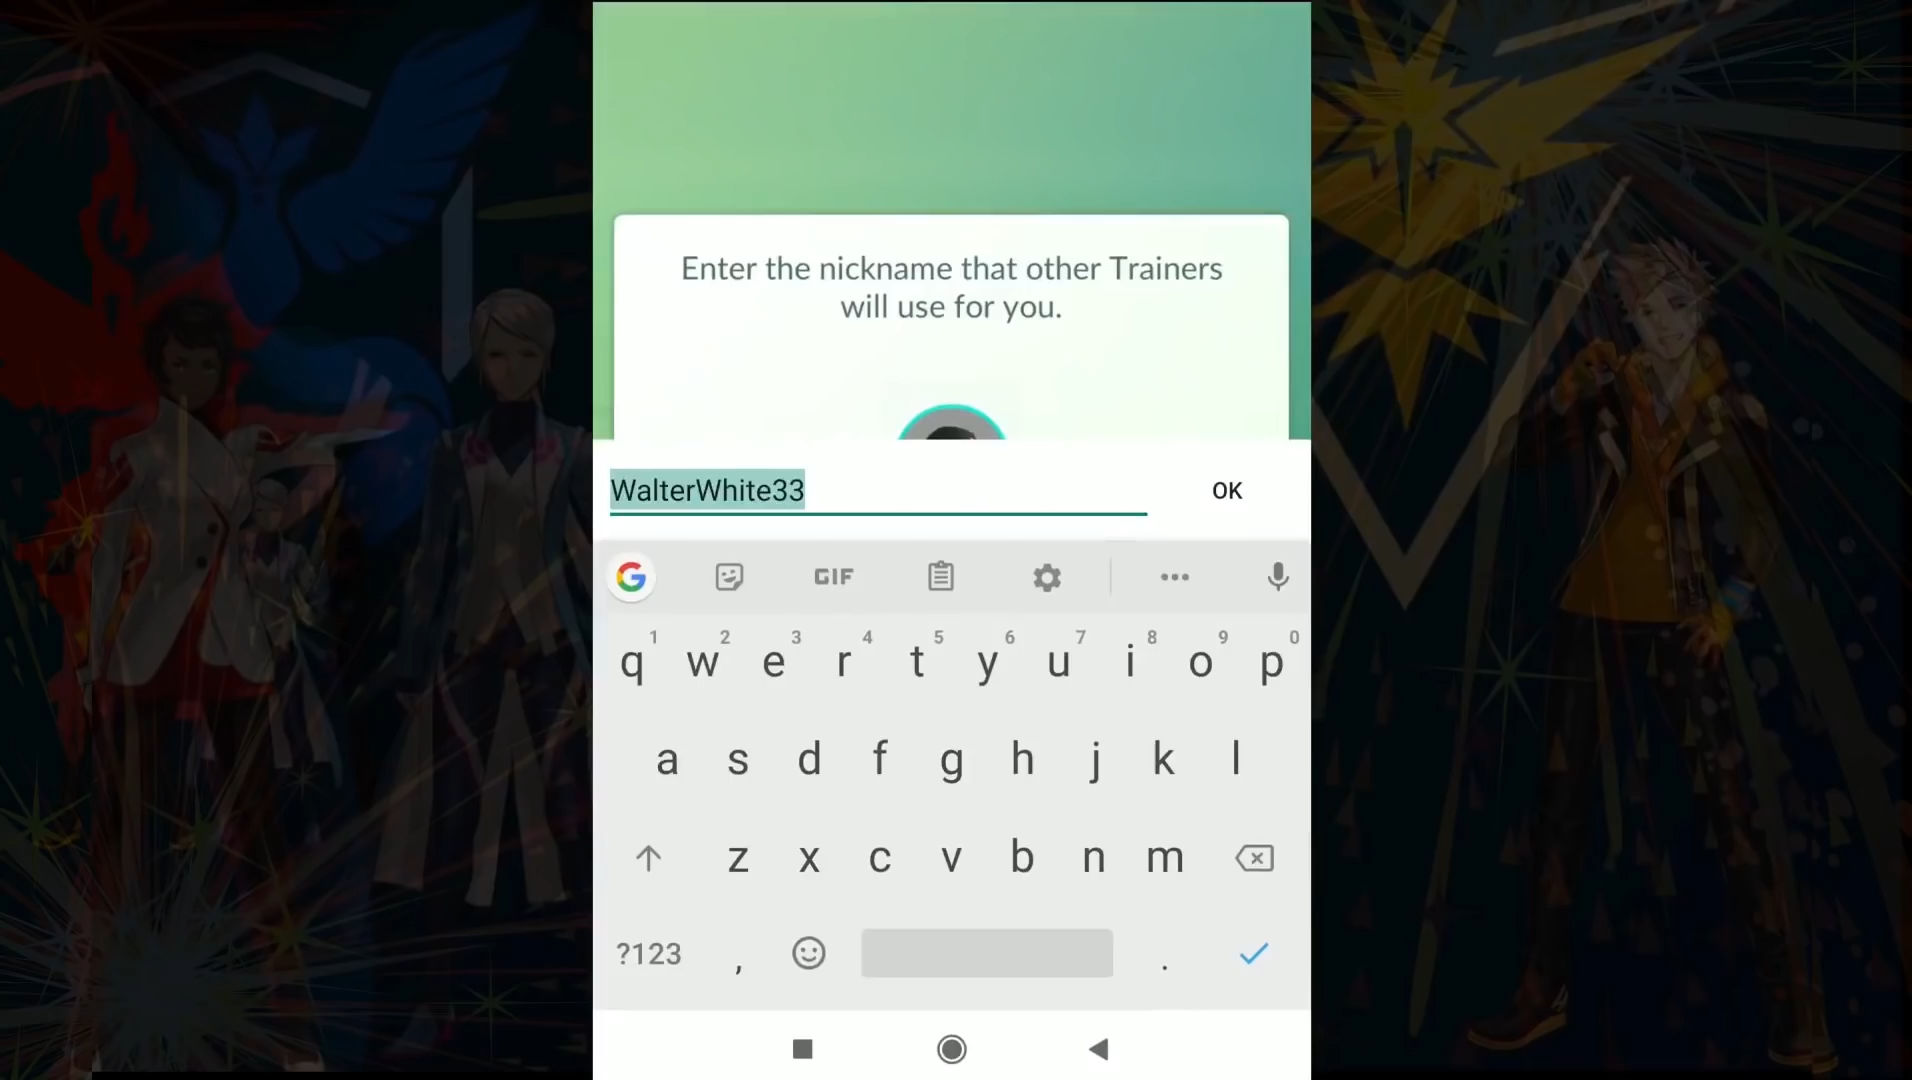 Enter the nickname that other Trainers
will use for you.
WalterWhite33
OK
G
GIF
1 2 3 4 5 6 7 8 9 0
q w e r t y u i o p
a s d f g h j k l
z x c v b n m
?123 , .